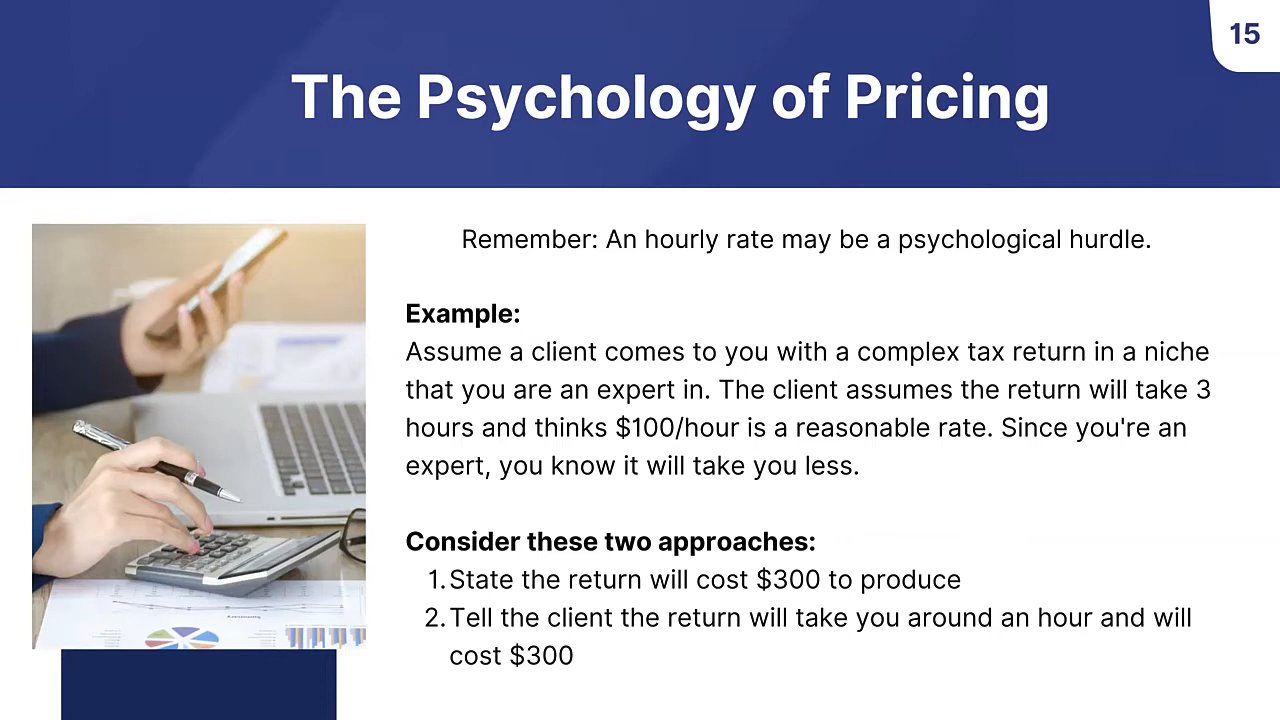 15
The Psychology of Pricing
Remember: An hourly rate may be a psychological hurdle.
Example:
Assume a client comes to you with a complex tax return in a niche
that you are an expert in. The client assumes the return will take 3
hours and thinks $100/hour is a reasonable rate. Since you're an
expert, you know it will take you less.
Consider these two approaches:
1. State the return will cost $300 to produce
2. Tell the client the return will take you around an hour and will
cost $300